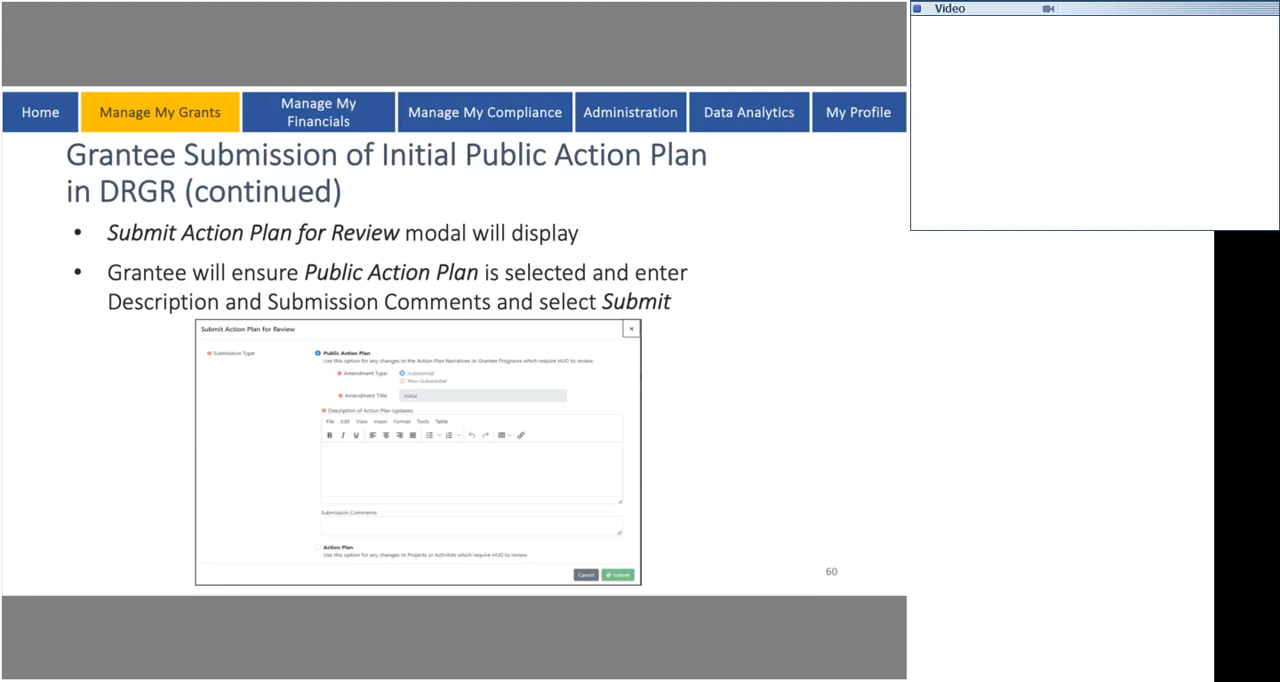 Video
Home
Manage My Grants
Manage My
Financials
Manage My Compliance
Administration
Data Analytics
My Profile
Grantee Submission of Initial Public Action Plan
in DRGR (continued)
• Submit Action Plan for Review modal will display
• Grantee will ensure Public Action Plan is selected and enter
Description and Submission Comments and select Submit
Submit Action Plan for Review
Submission Type:
Public Action Plan
Use this option for any changes to the Action Plan Narratives or Grantee Programs which require HUD to review.
Amendment Type:
Substantial
Non-Substantial
Amendment Title:
Initial
Description of Action Plan Updates:
File Edit View Insert Format Tools Table
B I U
Submission Comments:
Action Plan
Use this option for any changes to Projects or Activities which require HUD to review.
Cancel
Submit
60